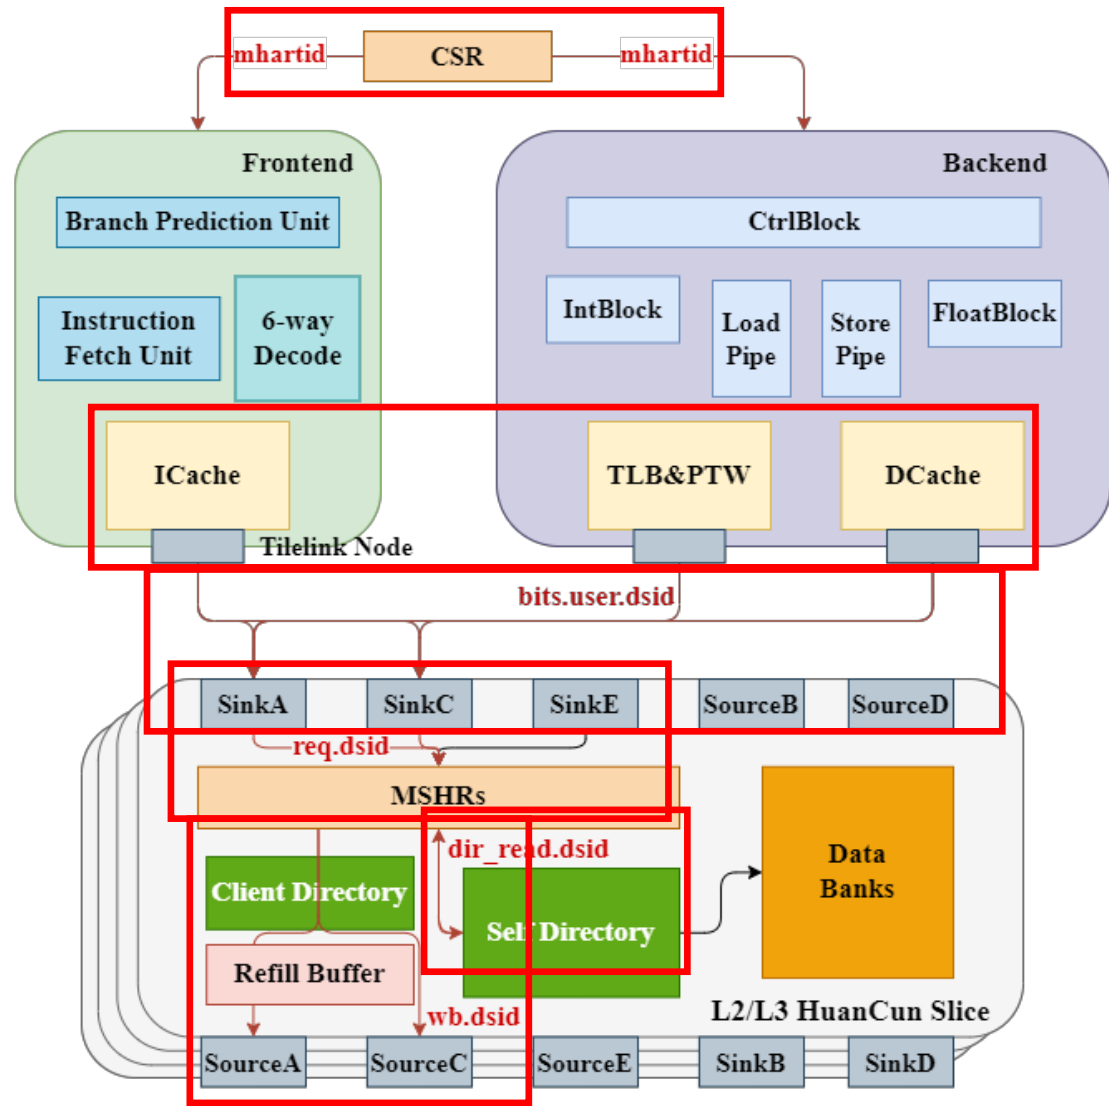 mhartid
CSR
mhartid
Frontend
Backend
Branch Prediction Unit
CtrlBlock
Instruction
Fetch Unit
6-way
Decode
IntBlock
Load
Pipe
Store
Pipe
FloatBlock
ICache
TLB&PTW
DCache
Tilelink Node
bits.user.dsid
SinkA
SinkC
SinkE
SourceB
SourceD
req.dsid
MSHRs
dir_read.dsid
Client Directory
Self Directory
Data
Banks
Refill Buffer
wb.dsid
L2/L3 HuanCun Slice
SourceA
SourceC
SourceE
SinkB
SinkD